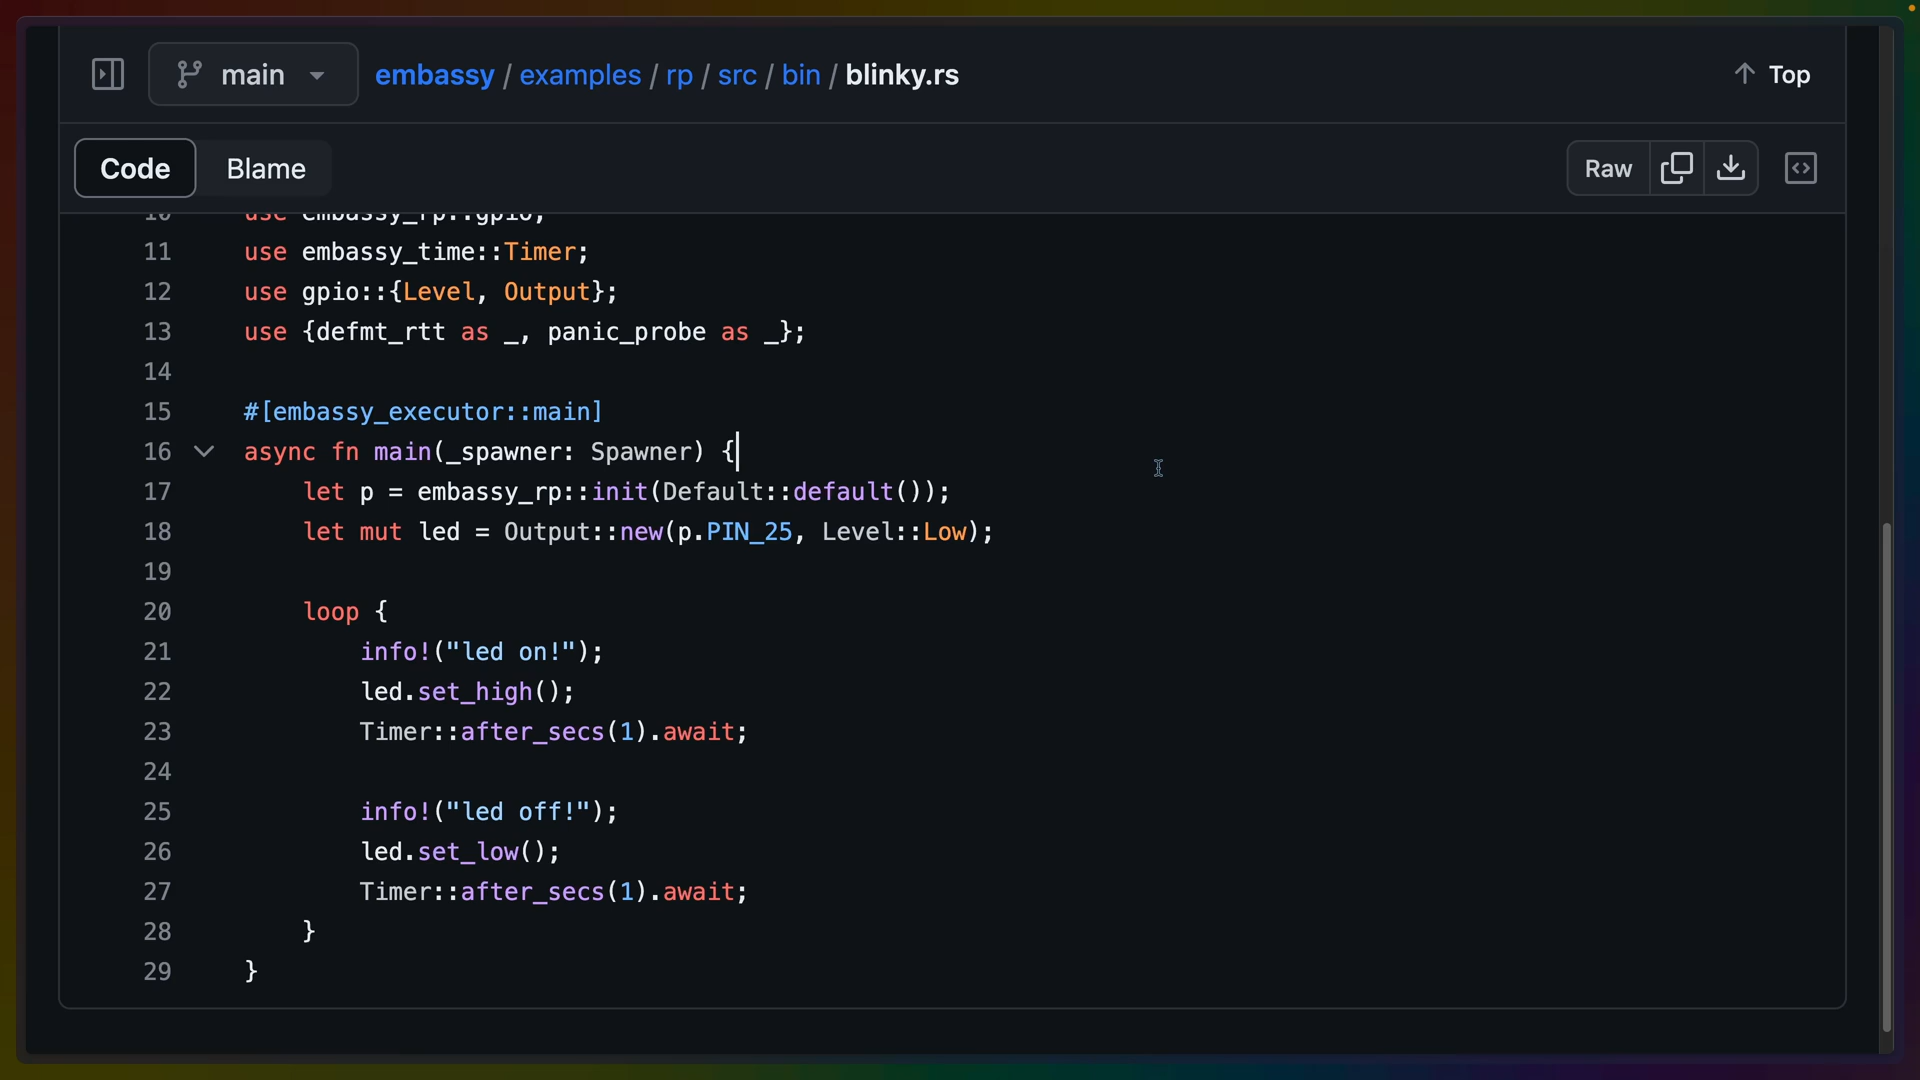 main embassy / examples / rp / src / bin / blinky.rs Top
Code Blame Raw
10 use embassy_rp::gpio;
11 use embassy_time::Timer;
12 use gpio::{Level, Output};
13 use {defmt_rtt as _, panic_probe as _};
14
15 #[embassy_executor::main]
16 async fn main(_spawner: Spawner) {
17 let p = embassy_rp::init(Default::default());
18 let mut led = Output::new(p.PIN_25, Level::Low);
19
20 loop {
21 info!("led on!");
22 led.set_high();
23 Timer::after_secs(1).await;
24
25 info!("led off!");
26 led.set_low();
27 Timer::after_secs(1).await;
28 }
29 }